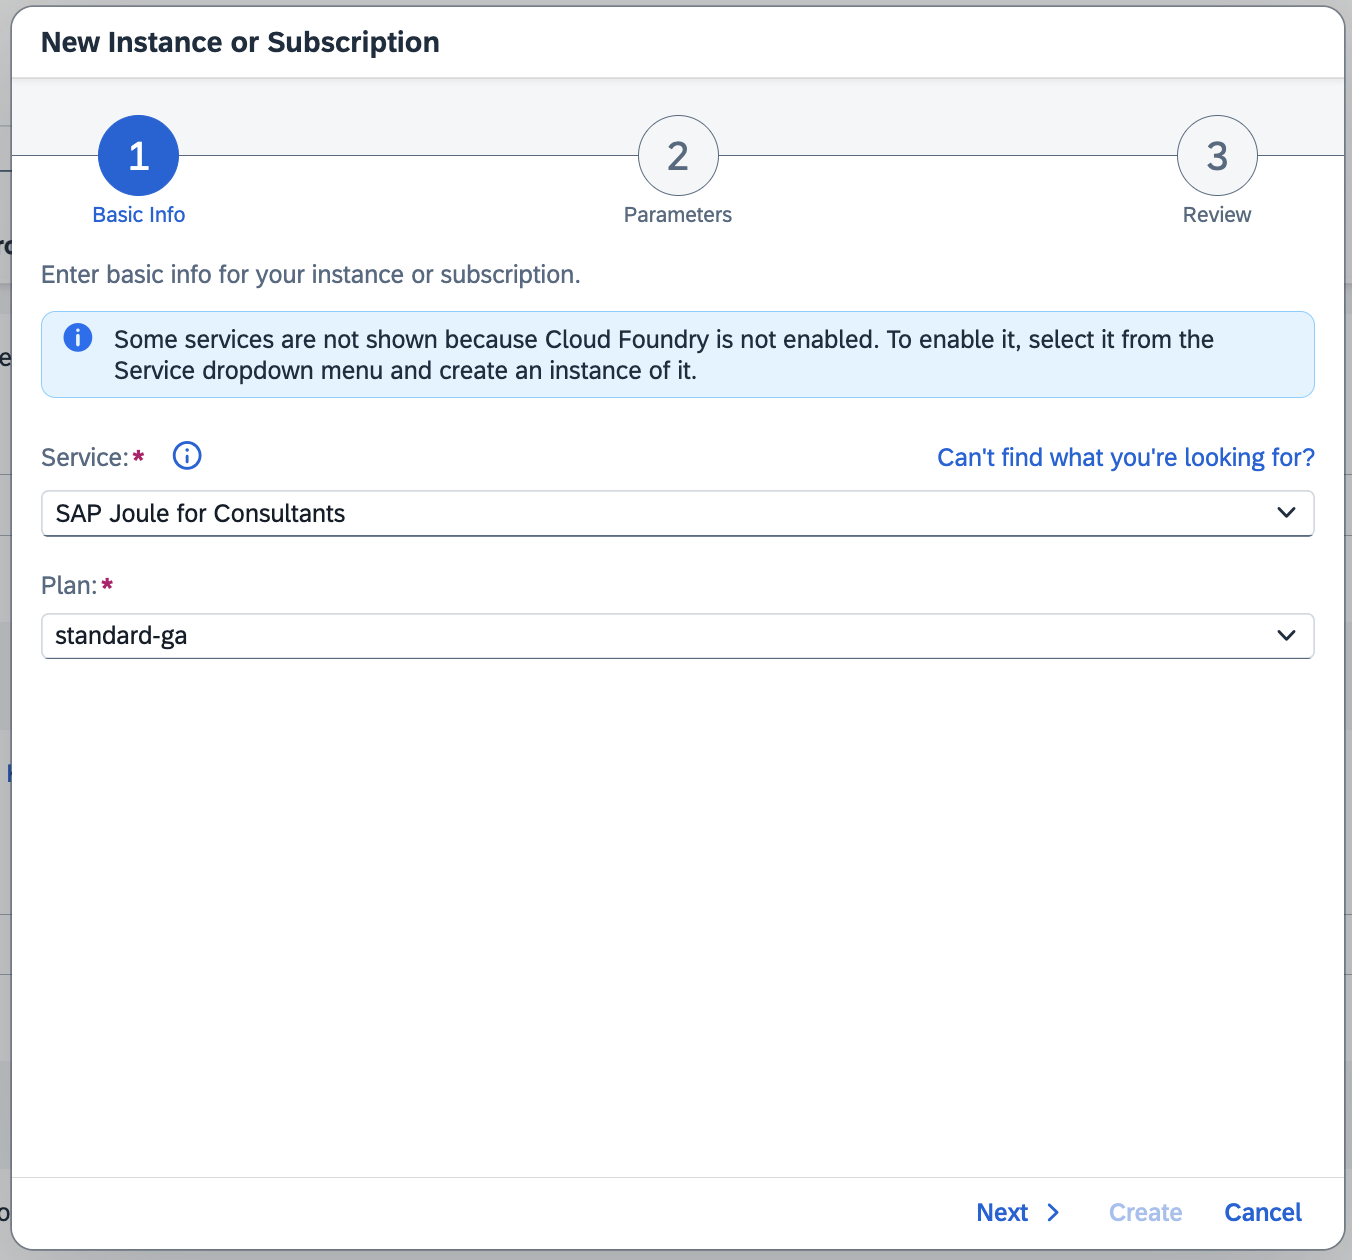 New Instance or Subscription
1
2
3
Basic Info
Parameters
Review
Enter basic info for your instance or subscription.
Some services are not shown because Cloud Foundry is not enabled. To enable it, select it from the
Service dropdown menu and create an instance of it.
Service:*
Can't find what you're looking for?
SAP Joule for Consultants
Plan:*
standard-ga
Next
Create
Cancel